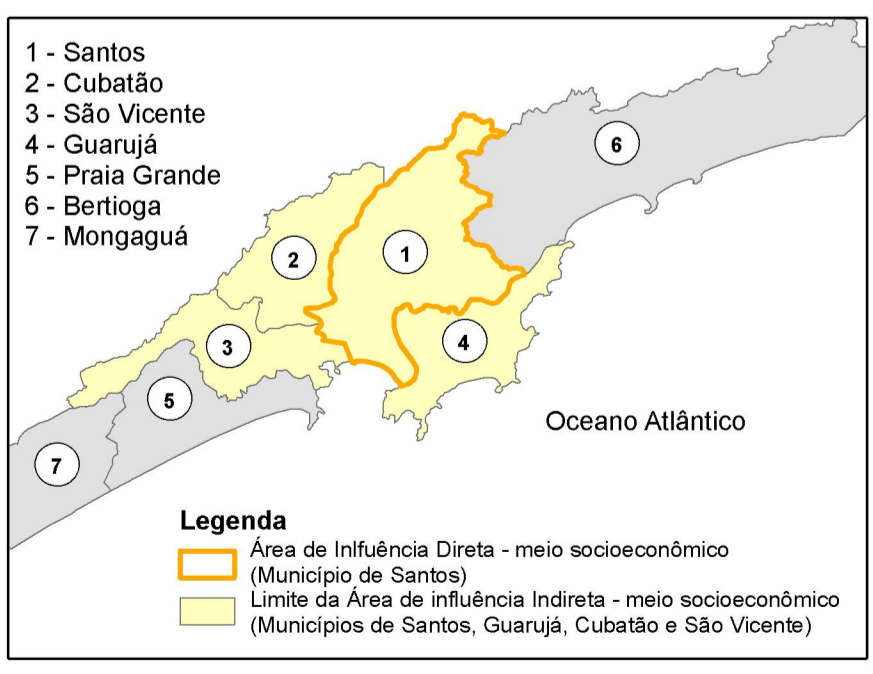 1 - Santos
2 - Cubatão
3 - São Vicente
4 - Guarujá
5 - Praia Grande
6 - Bertioga
7 - Mongaguá
6
1
2
4
3
5
7
Oceano Atlântico
Legenda
Área de Inlfuência Direta - meio socioeconômico
(Município de Santos)
Limite da Área de influência Indireta - meio socioeconômico
(Municípios de Santos, Guarujá, Cubatão e São Vicente)